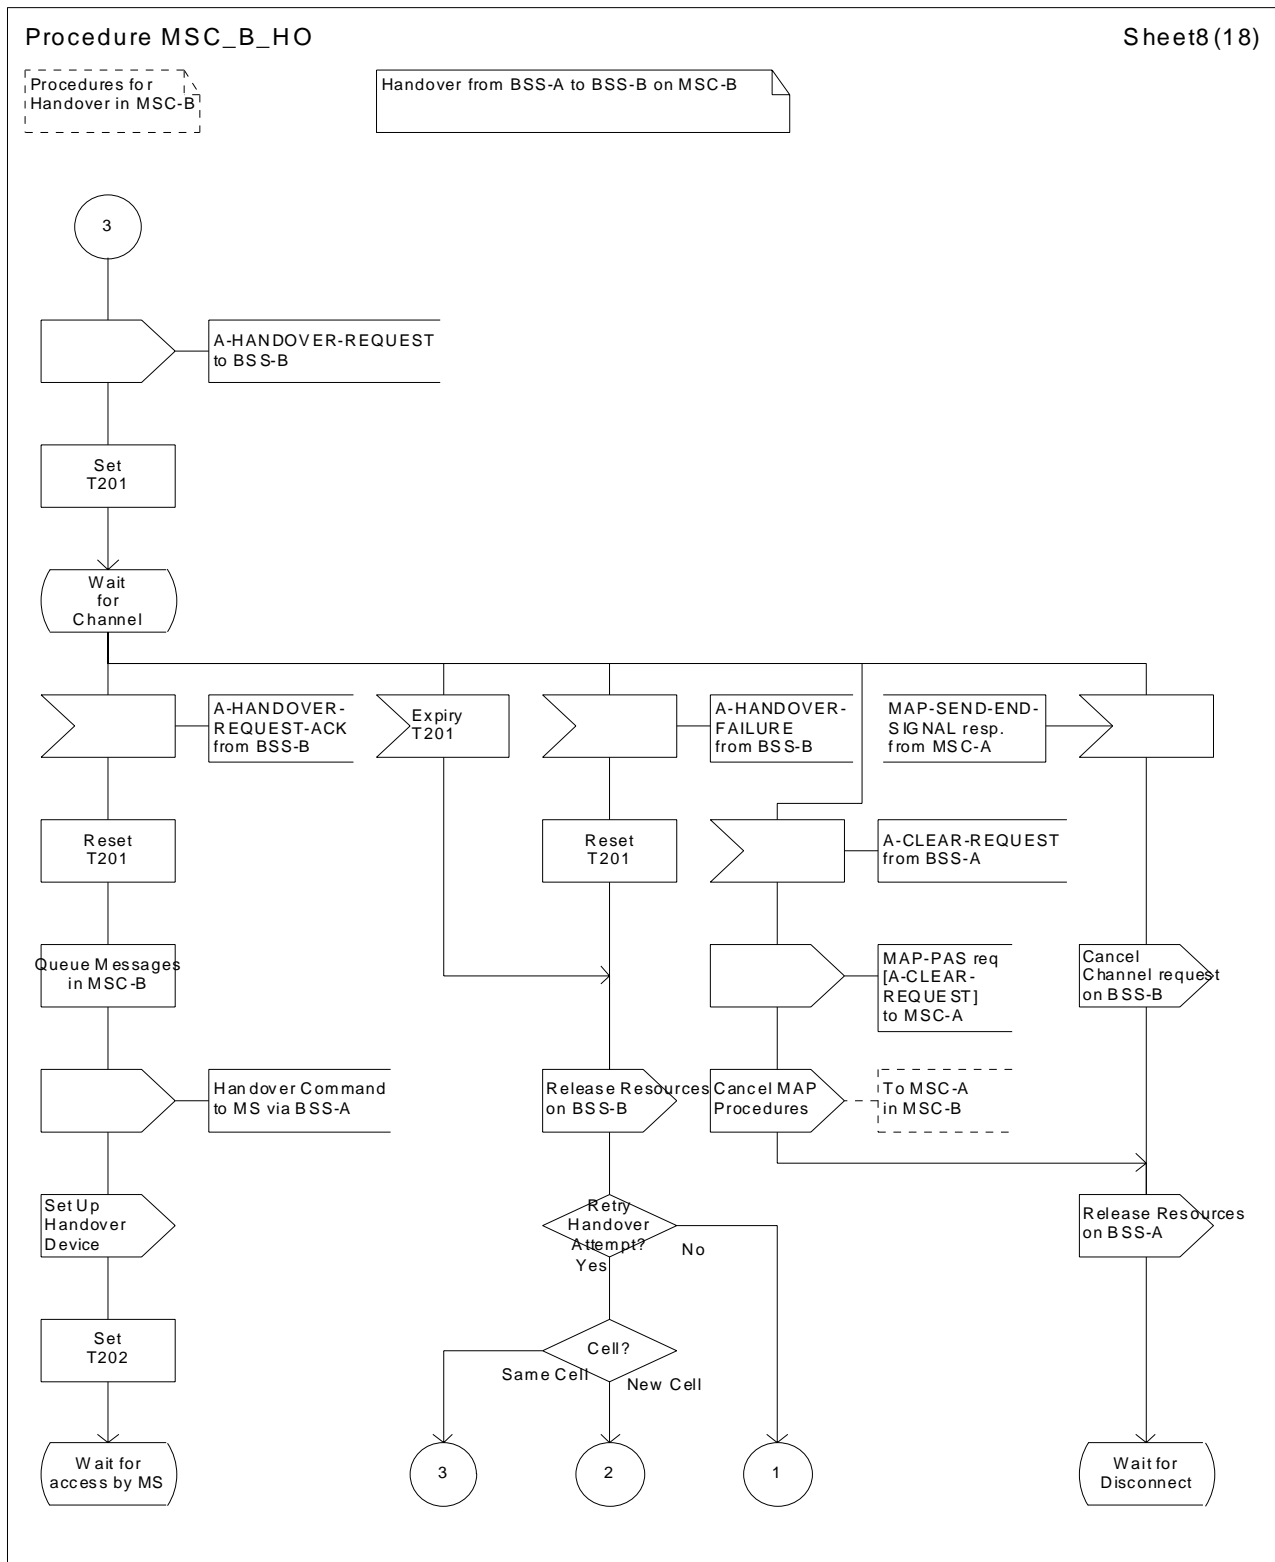 Procedure MSC_B_HO
Sheet8(18)
Procedures for
Handover in MSC-B
Handover from BSS-A to BSS-B on MSC-B
3
A-HANDOVER-REQUEST
to BSS-B
Set
T201
Wait
for
Channel
A-HANDOVER-
REQUEST-ACK
from BSS-B
Expiry
T201
A-HANDOVER-
FAILURE
from BSS-B
MAP-SEND-END-
SIGNAL resp.
from MSC-A
Reset
T201
Reset
T201
A-CLEAR-REQUEST
from BSS-A
Queue Messages
in MSC-B
MAP-PAS req
[A-CLEAR-
REQUEST]
to MSC-A
Cancel
Channel request
on BSS-B
Handover Command
to MS via BSS-A
Release Resources
on BSS-B
Cancel MAP
Procedures
To MSC-A
in MSC-B
Set Up
Handover
Device
Retry
Handover
Attempt?
Yes
No
Release Resources
on BSS-A
Set
T202
Cell?
Same Cell
New Cell
Wait for
access by MS
3
2
1
Wait for
Disconnect